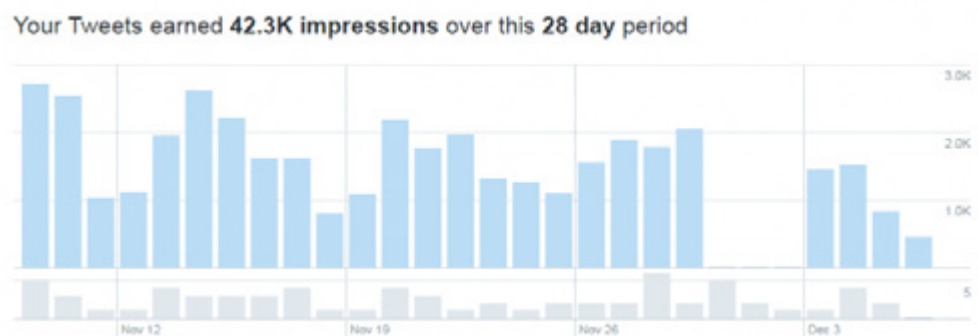 Your Tweets earned 42.3K impressions over this 28 day period
3.0K
2.0K
1.0K
5
Nov 12
Nov 19
Nov 26
Dec 3